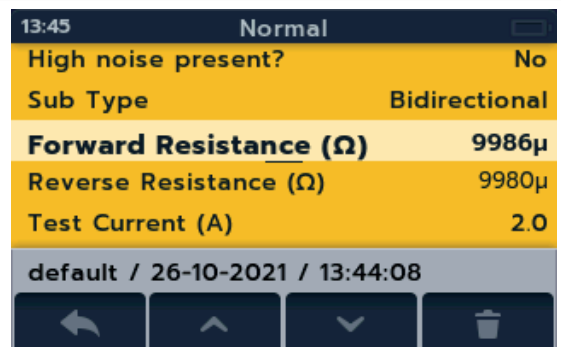 13:45 Normal
High noise present? No
Sub Type Bidirectional
Forward Resistance (Ω) 9986µ
Reverse Resistance (Ω) 9980µ
Test Current (A) 2.0
default / 26-10-2021 / 13:44:08